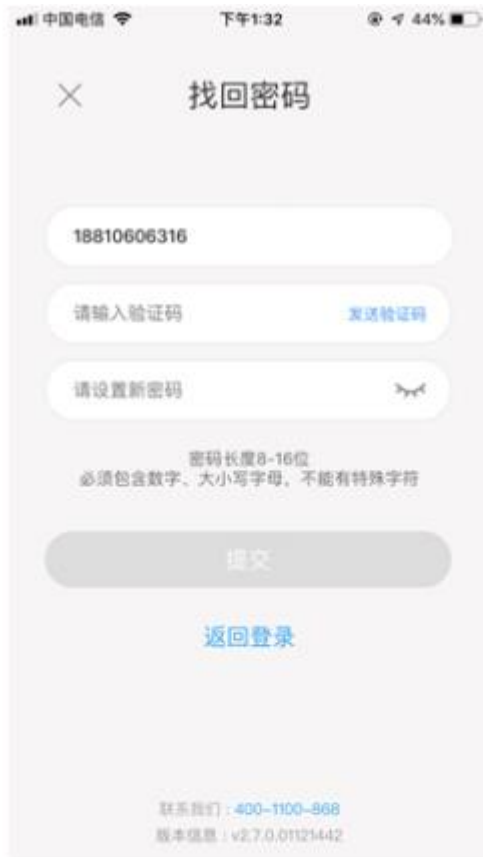 中国电信 下午1:32 44%
找回密码
18810606316
请输入验证码 发送验证码
请设置新密码
密码长度8-16位
必须包含数字、大小写字母，不能有特殊字符
提交
返回登录
联系我们：400-1100-868
版本信息：v2.7.0.01121442